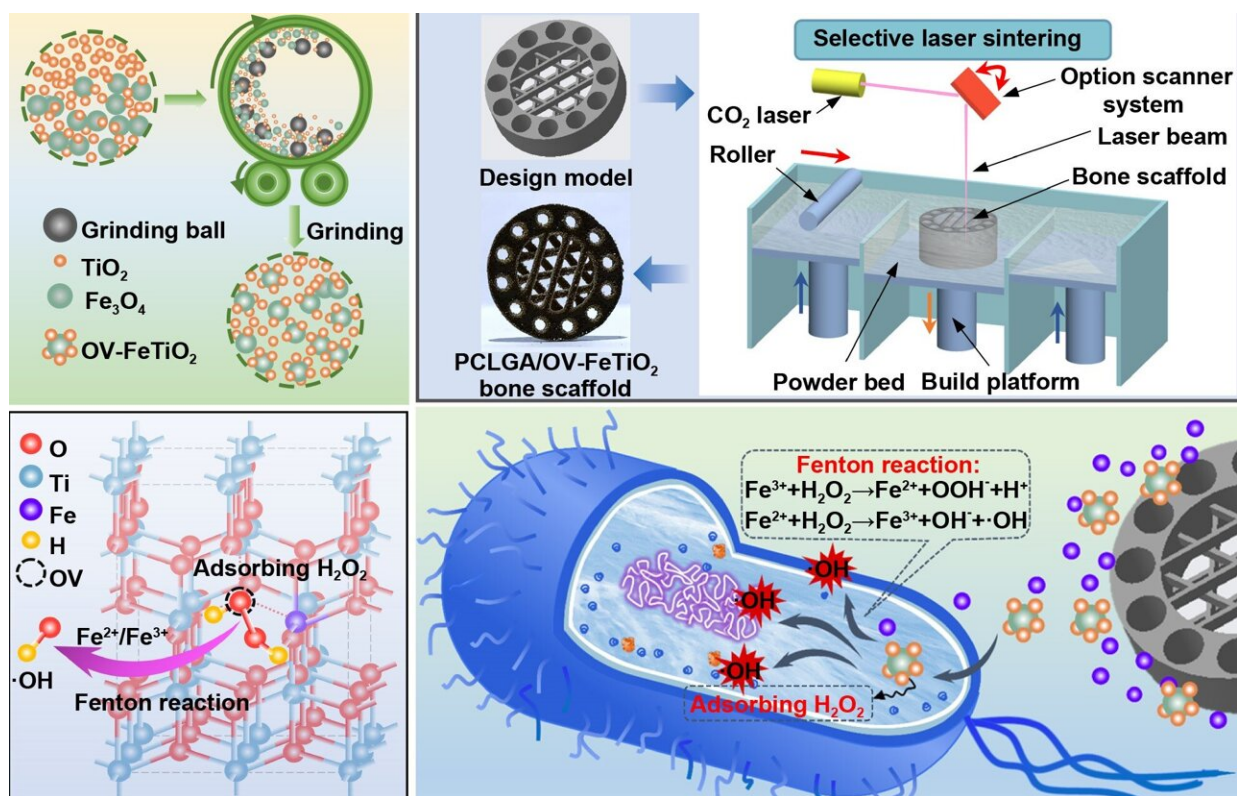 Grinding ball
TiO₂
Fe₃O₄
OV-FeTiO₂
Grinding
Design model
PCLGA/OV-FeTiO₂
bone scaffold
Selective laser sintering
CO₂ laser
Option scanner
system
Roller
Laser beam
Bone scaffold
Powder bed
Build platform
O
Ti
Fe
H
OV
Adsorbing H₂O₂
Fe²⁺/Fe³⁺
·OH
Fenton reaction
Fenton reaction:
Fe³⁺+H₂O₂→Fe²⁺+OOH⁻+H⁺
Fe²⁺+H₂O₂→Fe³⁺+OH⁻+·OH
·OH
·OH
·OH
Adsorbing H₂O₂